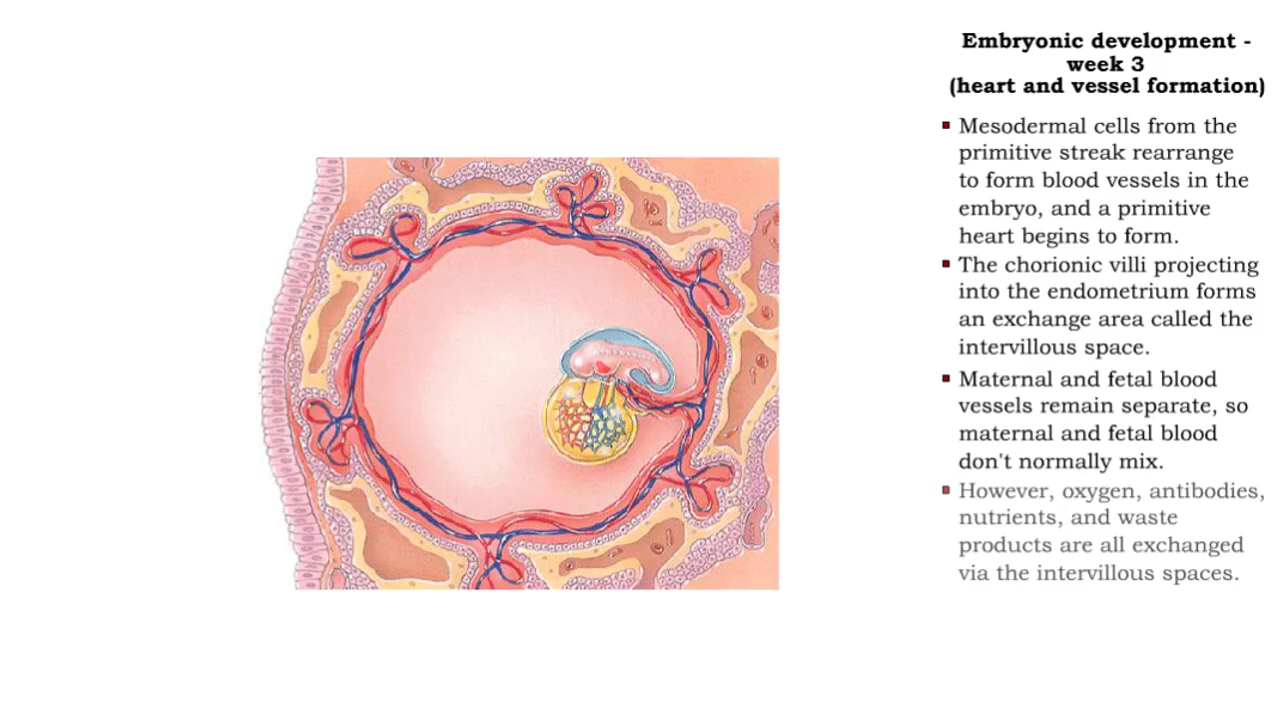 Embryonic development -
week 3
(heart and vessel formation)
Mesodermal cells from the
primitive streak rearrange
to form blood vessels in the
embryo, and a primitive
heart begins to form.
The chorionic villi projecting
into the endometrium forms
an exchange area called the
intervillous space.
Maternal and fetal blood
vessels remain separate, so
maternal and fetal blood
don't normally mix.
However, oxygen, antibodies,
nutrients, and waste
products are all exchanged
via the intervillous spaces.